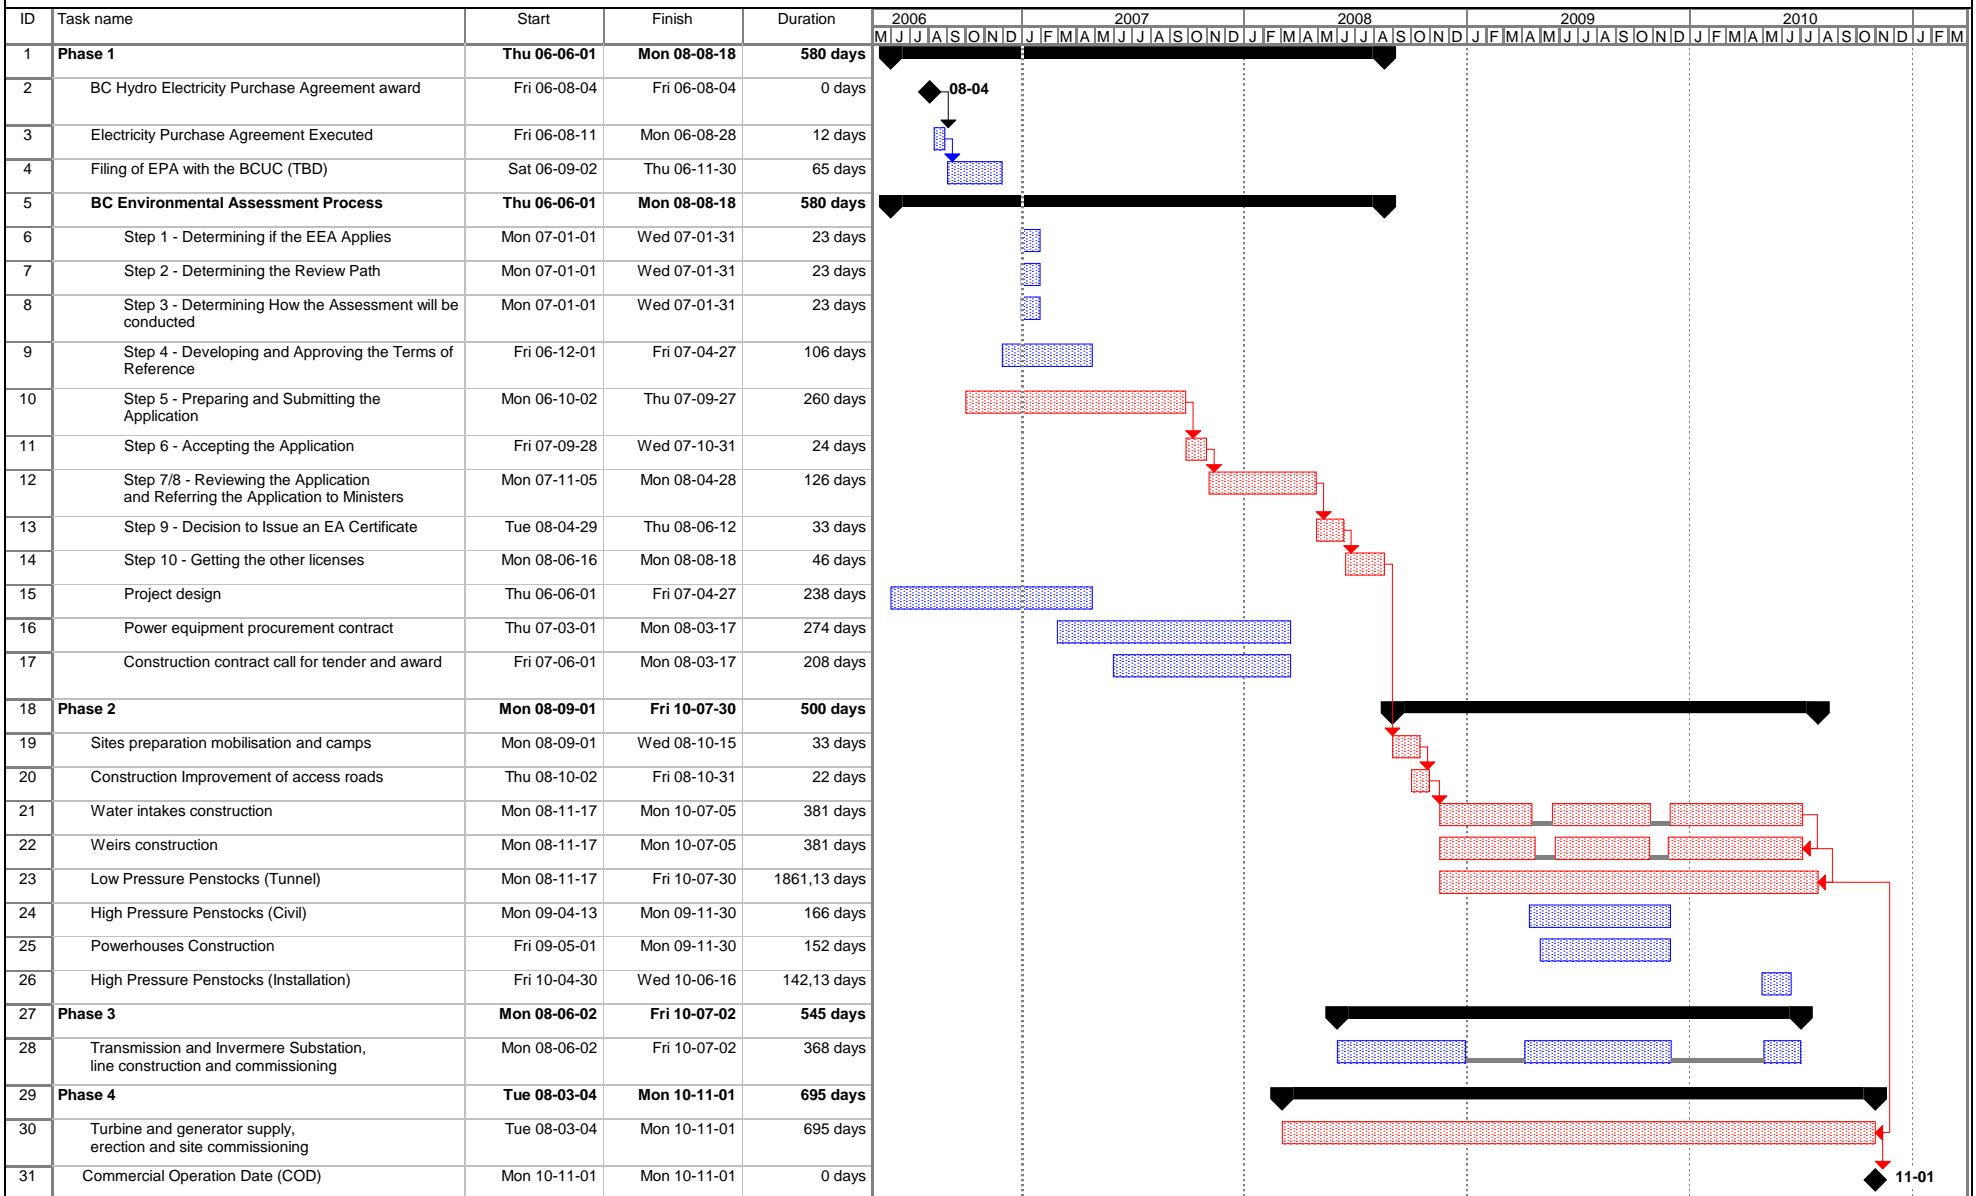 ID Task name Start Finish Duration 2006 2007 2008 2009 2010
M J J A S O N D J F M A M J J A S O N D J F M A M J J A S O N D J F M A M J J A S O N D J F M A M J J A S O N D J F M
1 Phase 1 Thu 06-06-01 Mon 08-08-18 580 days
2 BC Hydro Electricity Purchase Agreement award Fri 06-08-04 Fri 06-08-04 0 days 08-04
3 Electricity Purchase Agreement Executed Fri 06-08-11 Mon 06-08-28 12 days
4 Filing of EPA with the BCUC (TBD) Sat 06-09-02 Thu 06-11-30 65 days
5 BC Environmental Assessment Process Thu 06-06-01 Mon 08-08-18 580 days
6 Step 1 - Determining if the EEA Applies Mon 07-01-01 Wed 07-01-31 23 days
7 Step 2 - Determining the Review Path Mon 07-01-01 Wed 07-01-31 23 days
8 Step 3 - Determining How the Assessment will be Mon 07-01-01 Wed 07-01-31 23 days
conducted
9 Step 4 - Developing and Approving the Terms of Fri 06-12-01 Fri 07-04-27 106 days
Reference
10 Step 5 - Preparing and Submitting the Mon 06-10-02 Thu 07-09-27 260 days
Application
11 Step 6 - Accepting the Application Fri 07-09-28 Wed 07-10-31 24 days
12 Step 7/8 - Reviewing the Application Mon 07-11-05 Mon 08-04-28 126 days
and Referring the Application to Ministers
13 Step 9 - Decision to Issue an EA Certificate Tue 08-04-29 Thu 08-06-12 33 days
14 Step 10 - Getting the other licenses Mon 08-06-16 Mon 08-08-18 46 days
15 Project design Thu 06-06-01 Fri 07-04-27 238 days
16 Power equipment procurement contract Thu 07-03-01 Mon 08-03-17 274 days
17 Construction contract call for tender and award Fri 07-06-01 Mon 08-03-17 208 days
18 Phase 2 Mon 08-09-01 Fri 10-07-30 500 days
19 Sites preparation mobilisation and camps Mon 08-09-01 Wed 08-10-15 33 days
20 Construction Improvement of access roads Thu 08-10-02 Fri 08-10-31 22 days
21 Water intakes construction Mon 08-11-17 Mon 10-07-05 381 days
22 Weirs construction Mon 08-11-17 Mon 10-07-05 381 days
23 Low Pressure Penstocks (Tunnel) Mon 08-11-17 Fri 10-07-30 1861,13 days
24 High Pressure Penstocks (Civil) Mon 09-04-13 Mon 09-11-30 166 days
25 Powerhouses Construction Fri 09-05-01 Mon 09-11-30 152 days
26 High Pressure Penstocks (Installation) Fri 10-04-30 Wed 10-06-16 142,13 days
27 Phase 3 Mon 08-06-02 Fri 10-07-02 545 days
28 Transmission and Invermere Substation, Mon 08-06-02 Fri 10-07-02 368 days
line construction and commissioning
29 Phase 4 Tue 08-03-04 Mon 10-11-01 695 days
30 Turbine and generator supply, Tue 08-03-04 Mon 10-11-01 695 days
erection and site commissioning
31 Commercial Operation Date (COD) Mon 10-11-01 Mon 10-11-01 0 days 11-01